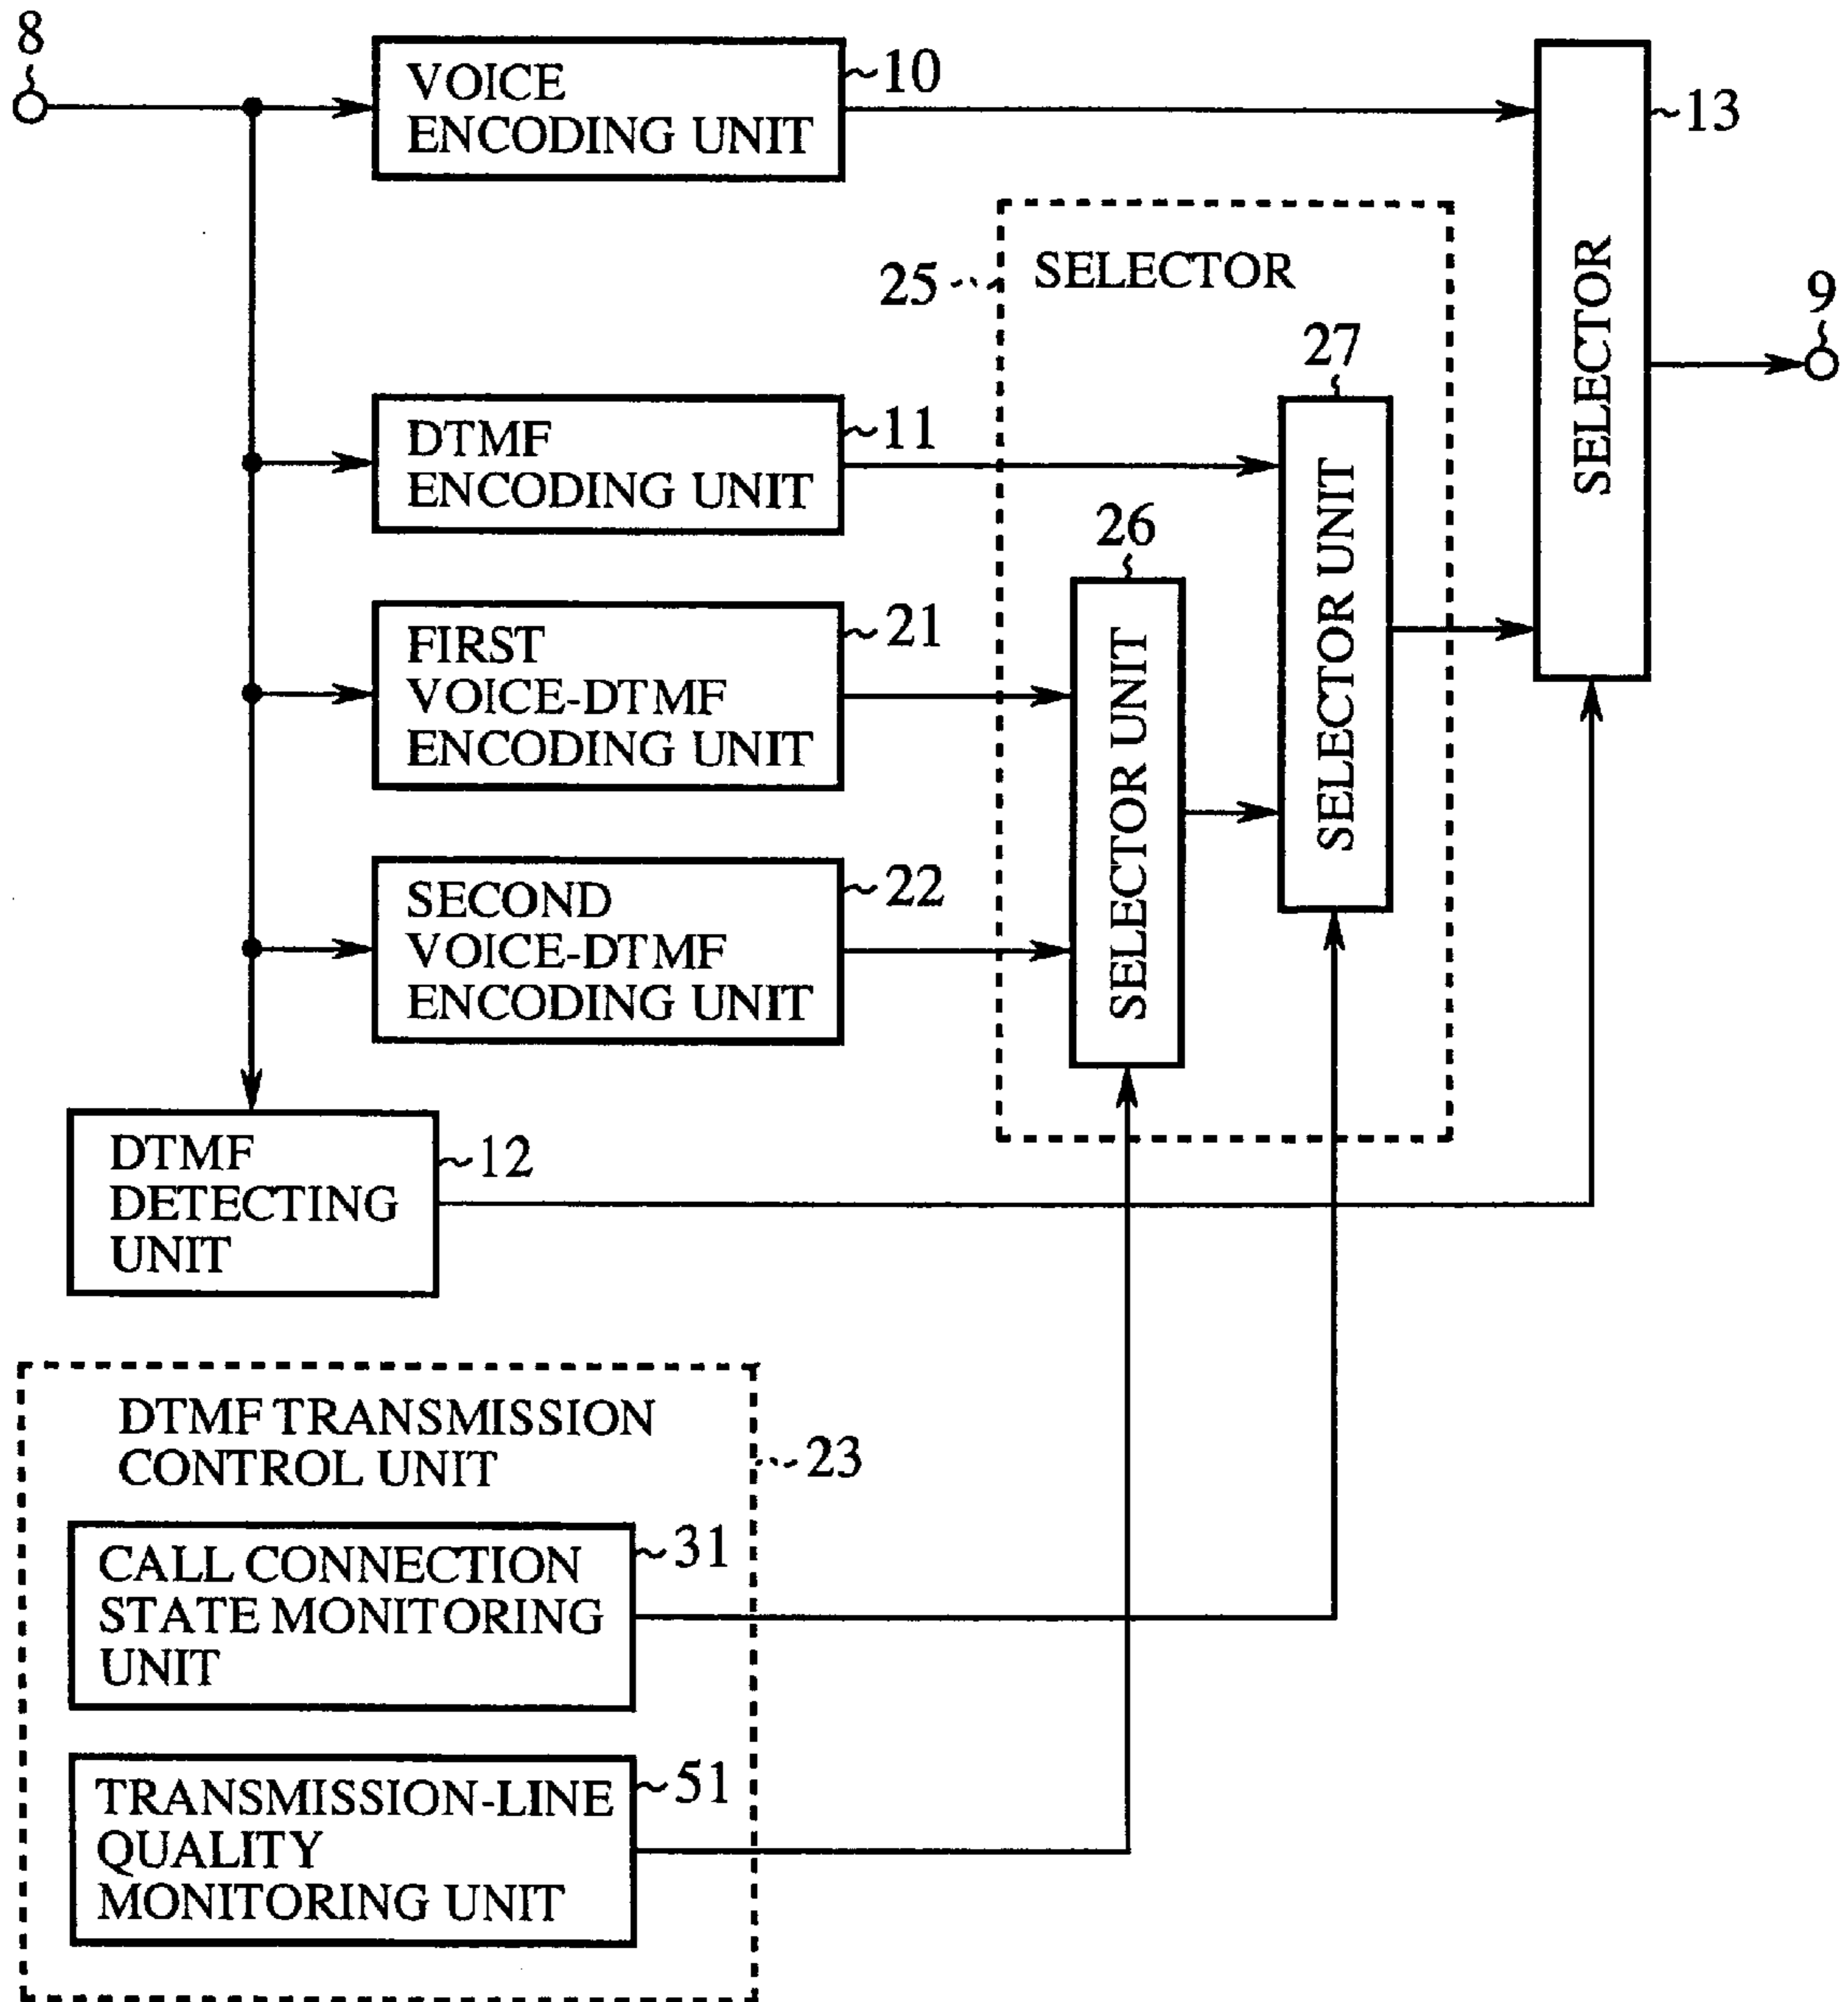 8
VOICE
ENCODING UNIT
10
13
SELECTOR
25
SELECTOR
9
27
DTMF
ENCODING UNIT
11
SELECTOR UNIT
26
FIRST
VOICE-DTMF
ENCODING UNIT
21
SELECTOR UNIT
SECOND
VOICE-DTMF
ENCODING UNIT
22
DTMF
DETECTING
UNIT
12
DTMF TRANSMISSION
CONTROL UNIT
23
CALL CONNECTION
STATE MONITORING
UNIT
31
TRANSMISSION-LINE
QUALITY
MONITORING UNIT
51